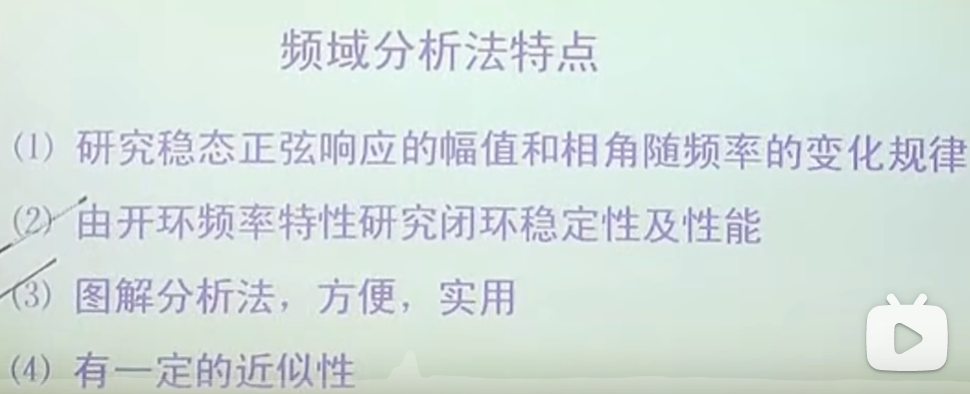 频域分析法特点
(1) 研究稳态正弦响应的幅值和相角随频率的变化规律
(2) 由开环频率特性研究闭环稳定性及性能
(3) 图解分析法，方便，实用
(4) 有一定的近似性